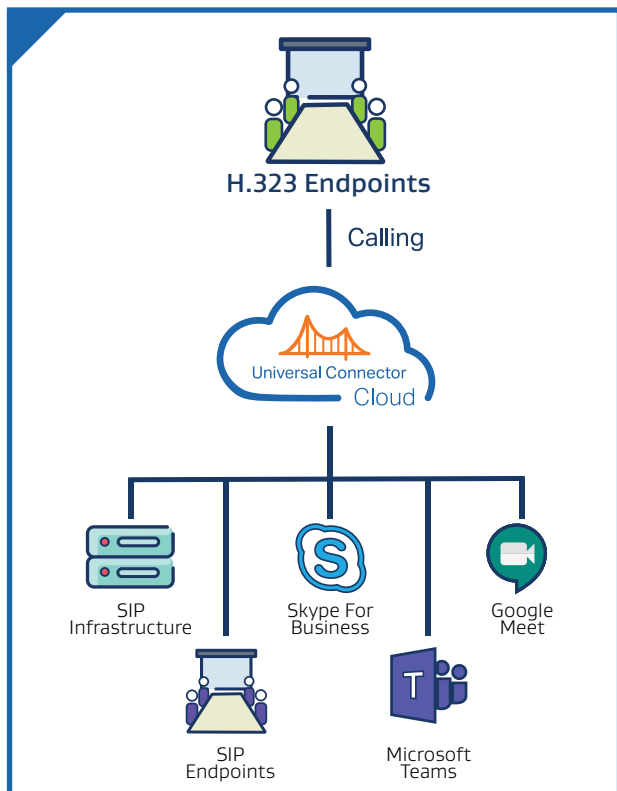 H.323 Endpoints
Calling
Universal Connector
Cloud
SIP
Infrastructure
S
Skype For
Business
Google
Meet
SIP
Endpoints
T
Microsoft
Teams